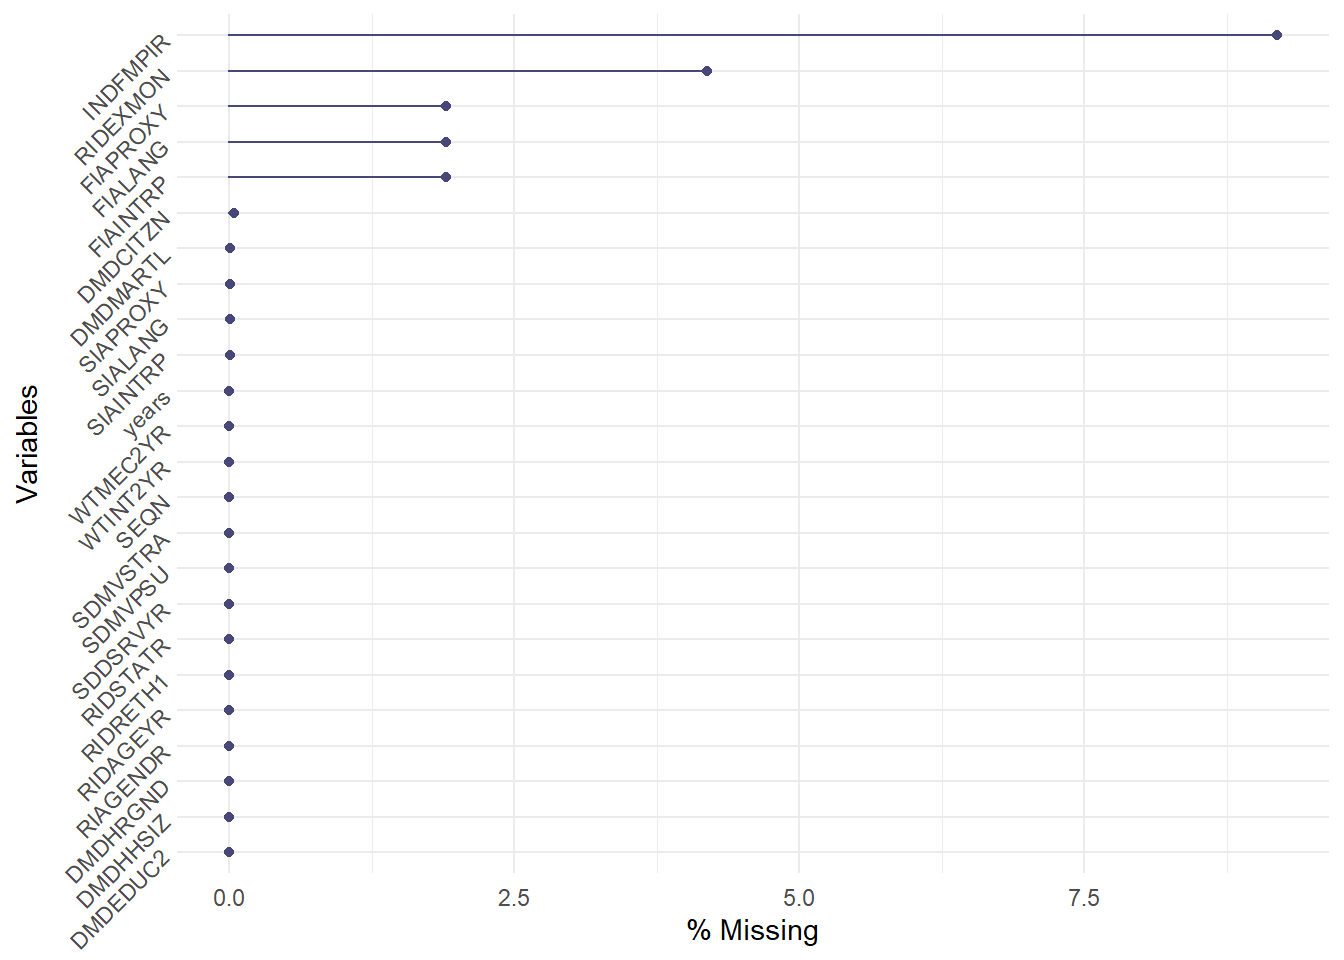 INDFMPIR
RIDEXMON
FIAPROXY
FIALANG
FIAINTRP
DMDCITZN
DMDMARTL
SIAPROXY
SIALANG
SIAINTRP
years
WTMEC2YR
WTINT2YR
SEQN
SDMVSTRA
SDMVPSU
SDDSRVYR
RIDSTATR
RIDRETH1
RIDAGEYR
RIAGENDR
DMDHRGND
DMDHHSIZ
DMDEDUC2
Variables
0.0 2.5 5.0 7.5
% Missing